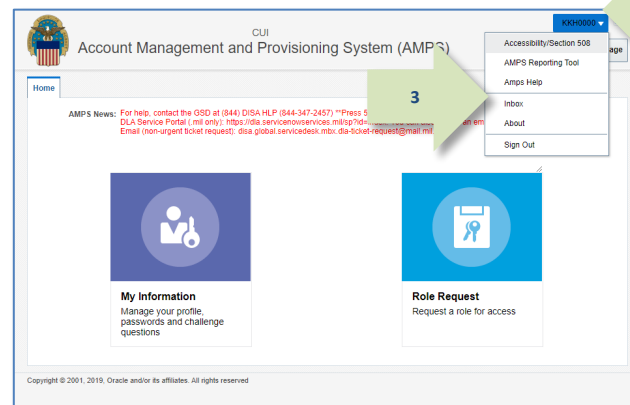 CUI
KKH0000
Account Management and Provisioning System (AMPS)
age
Accessibility/Section 508
AMPS Reporting Tool
Amps Help
Inbox
About
Sign Out
3
Home
AMPS News: For help, contact the GSD at (844) DISA HLP (844-347-2457) **Press 5
DLA Service Portal (.mil only): https://dla.servicenowservices.mil/sp?id=
an em
Email (non-urgent ticket request): disa.global.servicedesk.mbx.dla-ticket-request@mail.mil
My Information
Manage your profile,
passwords and challenge
questions
Role Request
Request a role for access
Copyright © 2001, 2019, Oracle and/or its affiliates. All rights reserved